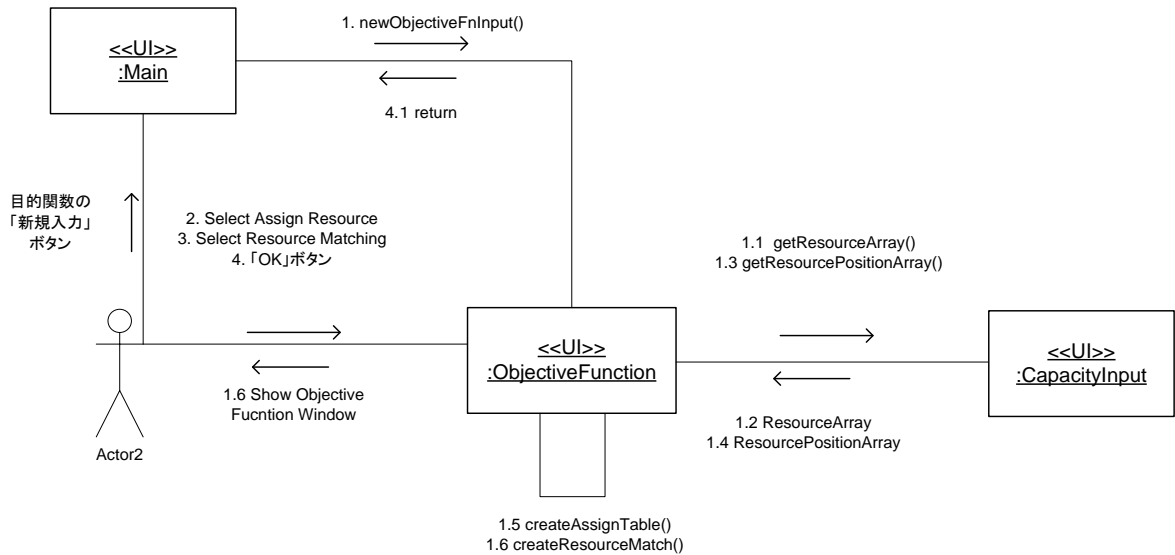 1. newObjectiveFnInput()
<<UI>>
:Main
4.1 return
目的関数の
「新規入力」
ボタン
2. Select Assign Resource
3. Select Resource Matching
4. 「OK」ボタン
1.1 getResourceArray()
1.3 getResourcePositionArray()
<<UI>>
:ObjectiveFunction
<<UI>>
:CapacityInput
1.6 Show Objective
Fucntion Window
1.2 ResourceArray
1.4 ResourcePositionArray
Actor2
1.5 createAssignTable()
1.6 createResourceMatch()